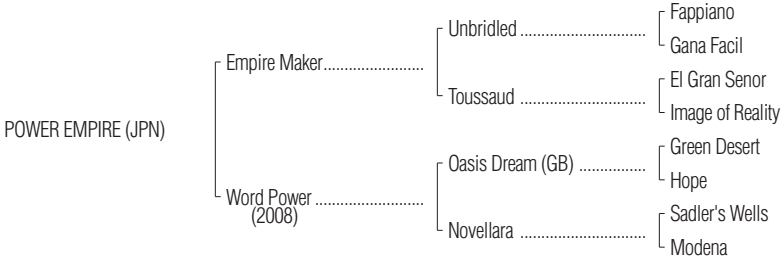 Fappiano
Unbridled ..............................
Gana Facil
Empire Maker........................
El Gran Senor
Toussaud ..............................
Image of Reality
POWER EMPIRE (JPN)
Green Desert
Oasis Dream (GB) ................
Hope
Word Power ..........................
(2008)
Sadler's Wells
Novellara ..............................
Modena